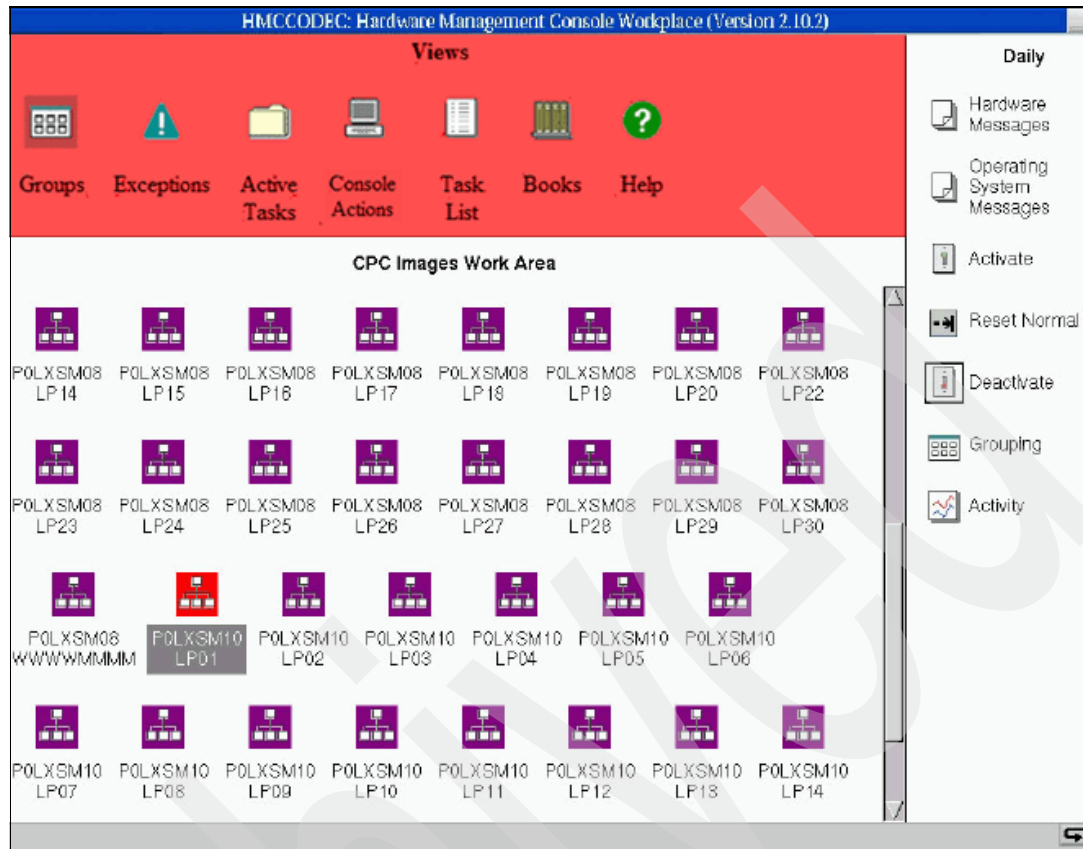 HMCCODEC: Hardware Management Console Workplace (Version 2.10.2)
Views
Groups
Exceptions
Active
Tasks
Console
Actions
Task
List
Books
Help
CPC Images Work Area
P0LXSM08 P0LXSM08 P0LXSM08 P0LXSM08 P0LXSM08 P0LXSM08 P0LXSM08 P0LXSM08
LP14 LP15 LP16 LP17 LP18 LP19 LP20 LP22
P0LXSM08 P0LXSM08 P0LXSM08 P0LXSM08 P0LXSM08 P0LXSM08 P0LXSM08 P0LXSM08
LP23 LP24 LP25 LP26 LP27 LP28 LP29 LP30
P0LXSM08 P0LXSM10 P0LXSM10 P0LXSM10 P0LXSM10 P0LXSM10 P0LXSM10
WWWWMMMM LP01 LP02 LP03 LP04 LP05 LP06
P0LXSM10 P0LXSM10 P0LXSM10 P0LXSM10 P0LXSM10 P0LXSM10 P0LXSM10 P0LXSM10
LP07 LP08 LP09 LP10 LP11 LP12 LP13 LP14
Daily
Hardware
Messages
Operating
System
Messages
Activate
Reset Normal
Deactivate
Grouping
Activity